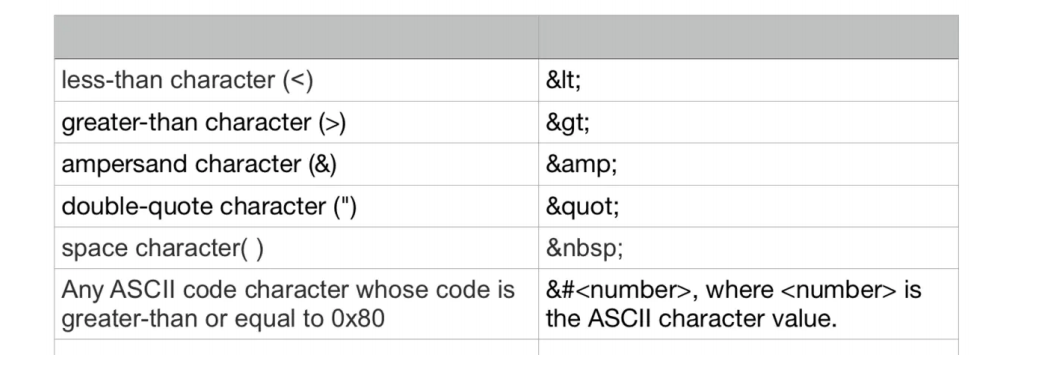 less-than character (<)
&lt;
greater-than character (>)
&gt;
ampersand character (&)
&amp;
double-quote character (")
&quot;
space character( )
&nbsp;
Any ASCII code character whose code is
greater-than or equal to 0x80
&#<number>, where <number> is
the ASCII character value.